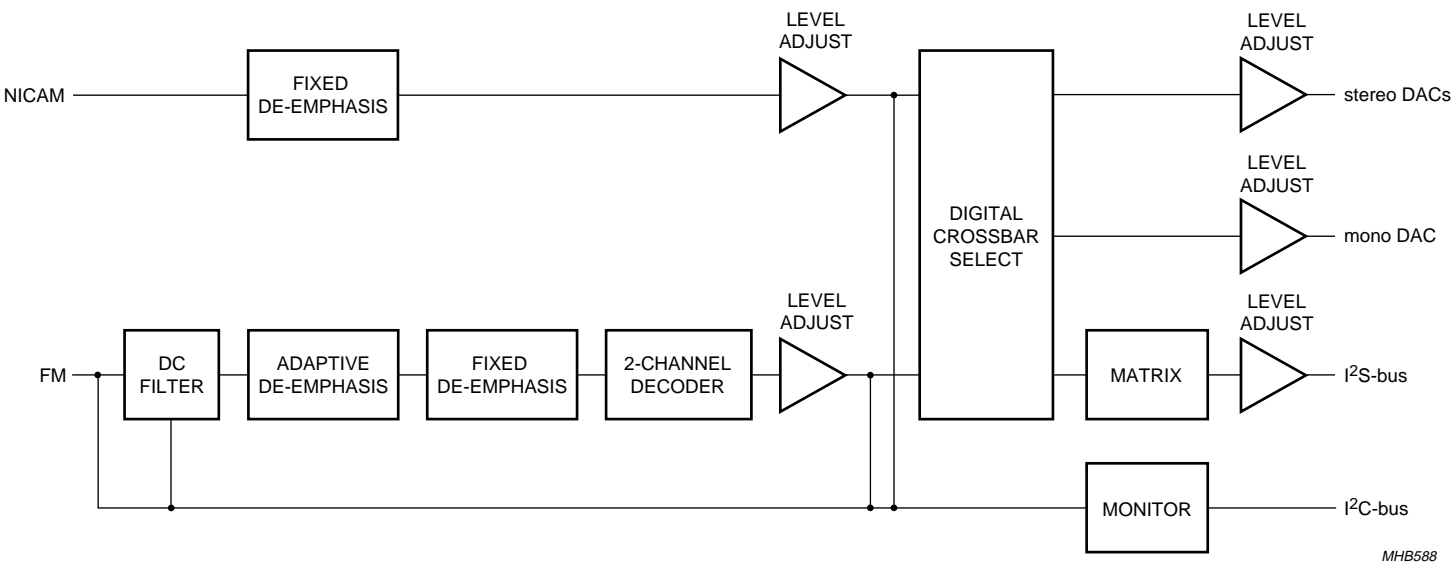 LEVEL
ADJUST
LEVEL
ADJUST
NICAM
FIXED
DE-EMPHASIS
stereo DACs
LEVEL
ADJUST
DIGITAL
CROSSBAR
SELECT
mono DAC
LEVEL
ADJUST
LEVEL
ADJUST
FM
DC
FILTER
ADAPTIVE
DE-EMPHASIS
FIXED
DE-EMPHASIS
2-CHANNEL
DECODER
MATRIX
I²S-bus
MONITOR
I²C-bus
MHB588